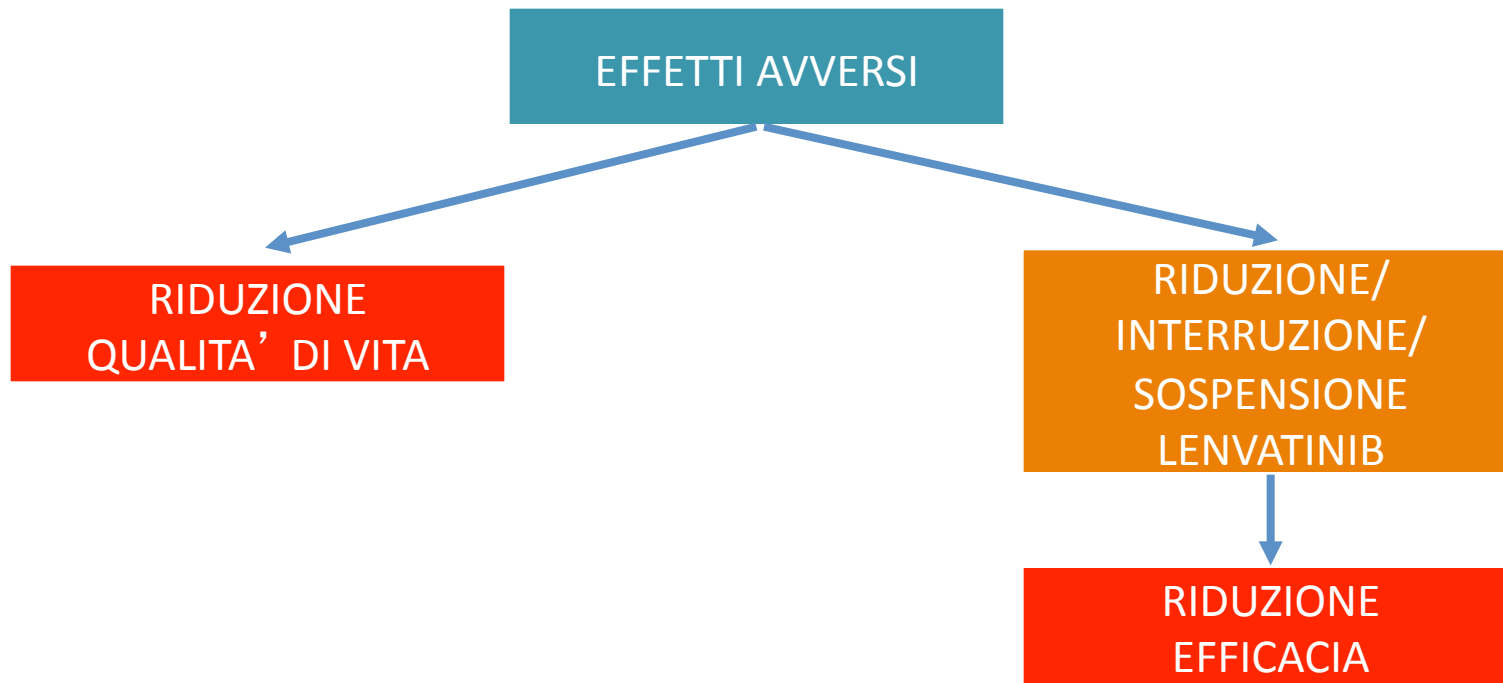 EFFETTI AVVERSI
RIDUZIONE
QUALITA’ DI VITA
RIDUZIONE/
INTERRUZIONE/
SOSPENSIONE
LENVATINIB
RIDUZIONE
EFFICACIA